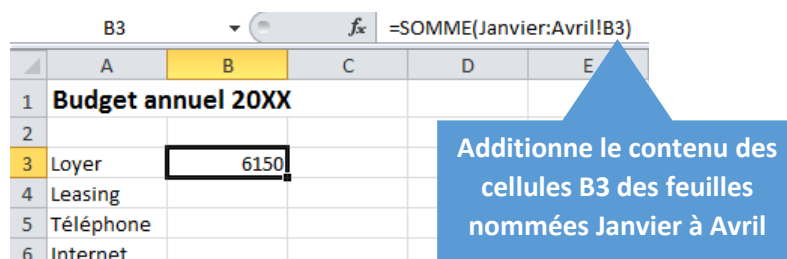 B3 fx =SOMME(Janvier:Avril!B3)
A B C D E
1 Budget annuel 20XX
2
3 Loyer 6150
4 Leasing
5 Téléphone
6 Internet
Additionne le contenu des
cellules B3 des feuilles
nommées Janvier à Avril